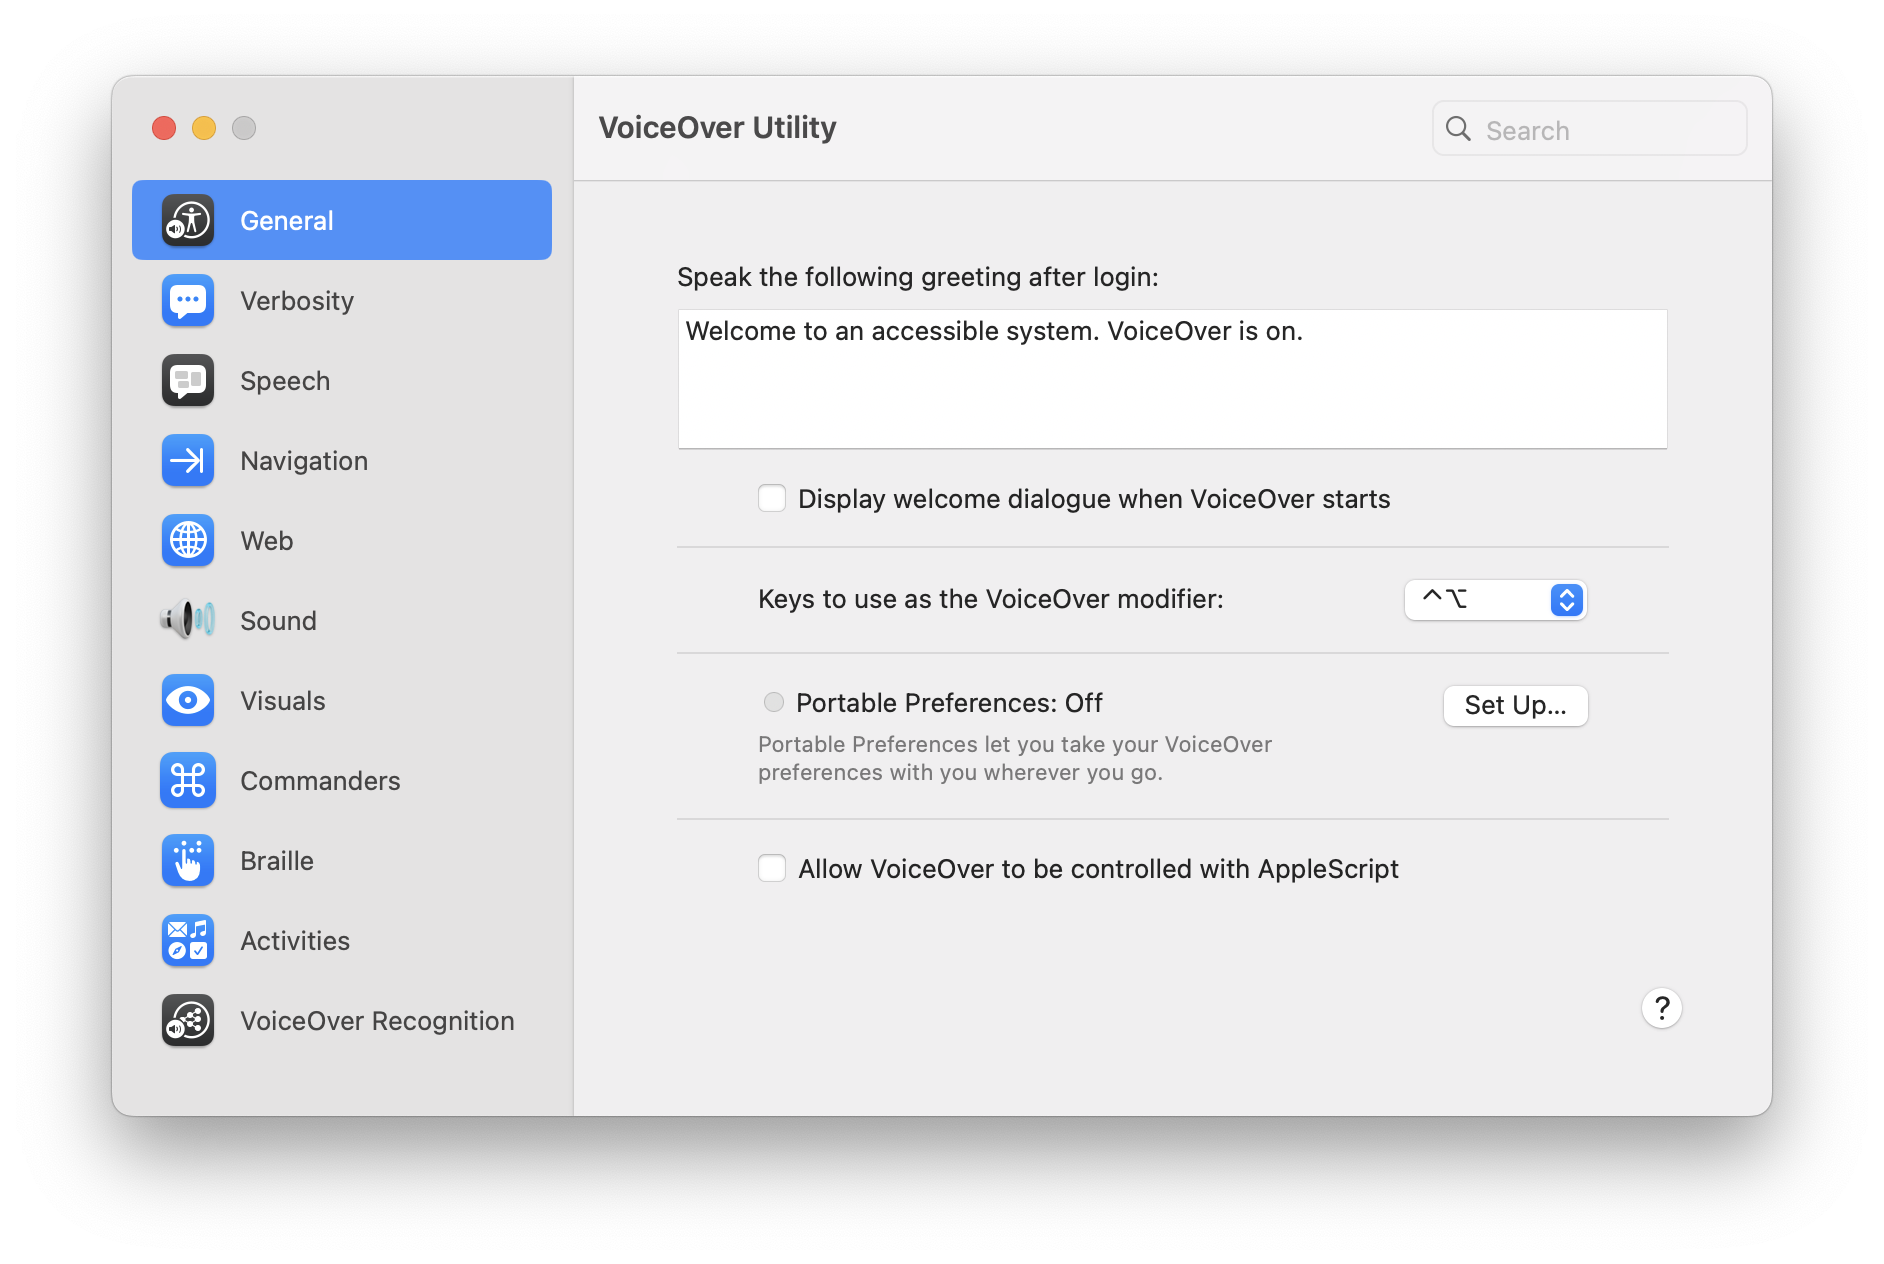 VoiceOver Utility
Search
General
Verbosity
Speech
Navigation
Web
Sound
Visuals
Commanders
Braille
Activities
VoiceOver Recognition
Speak the following greeting after login:
Welcome to an accessible system. VoiceOver is on.
Display welcome dialogue when VoiceOver starts
Keys to use as the VoiceOver modifier:
⌃⌥
Portable Preferences: Off
Set Up...
Portable Preferences let you take your VoiceOver
preferences with you wherever you go.
Allow VoiceOver to be controlled with AppleScript
?